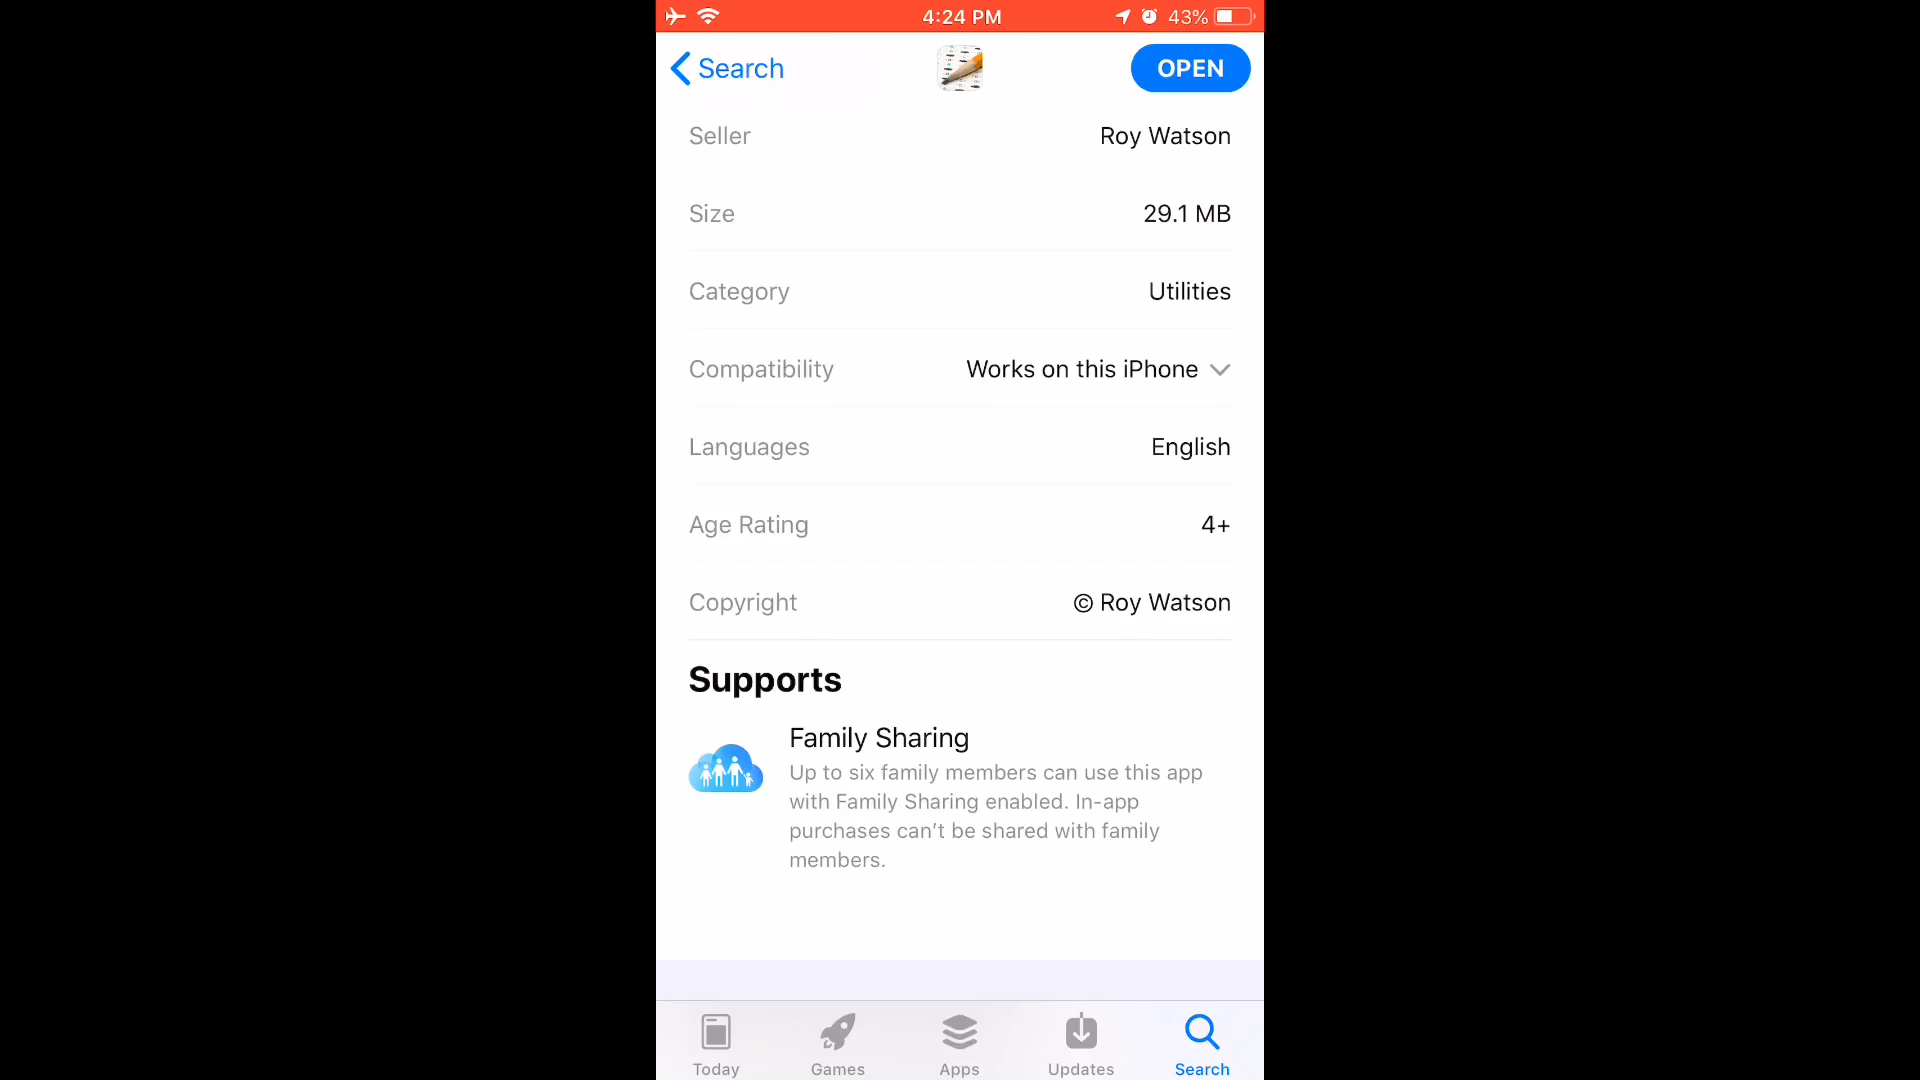 4:24 PM
43%
Search
OPEN
Seller
Roy Watson
Size
29.1 MB
Category
Utilities
Compatibility
Works on this iPhone
Languages
English
Age Rating
4+
Copyright
© Roy Watson
Supports
Family Sharing
Up to six family members can use this app
with Family Sharing enabled. In-app
purchases can’t be shared with family
members.
Today
Games
Apps
Updates
Search